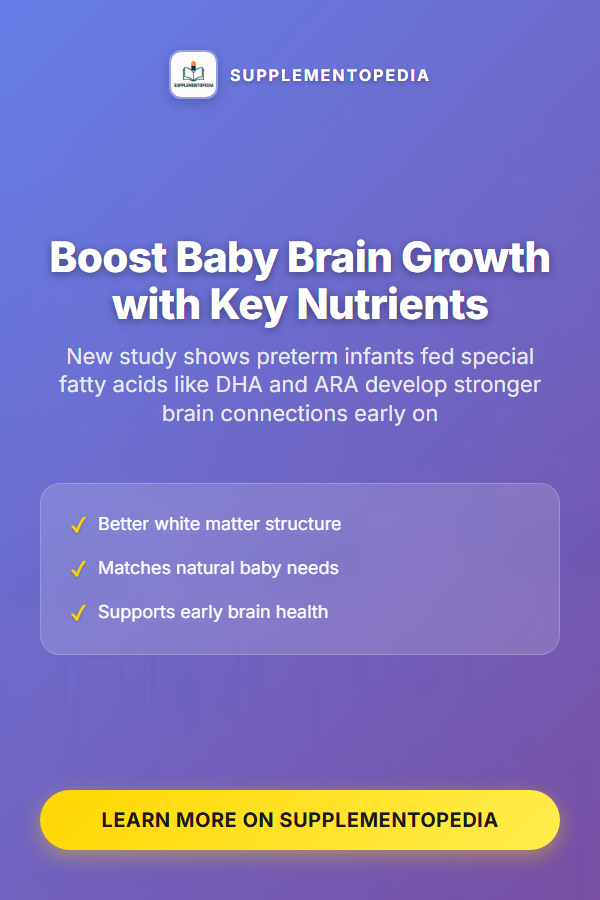 SUPPLEMENTOPEDIA
SUPPLEMENTOPEDIA
Boost Baby Brain Growth
with Key Nutrients
New study shows preterm infants fed special
fatty acids like DHA and ARA develop stronger
brain connections early on
✓ Better white matter structure
✓ Matches natural baby needs
✓ Supports early brain health
LEARN MORE ON SUPPLEMENTOPEDIA